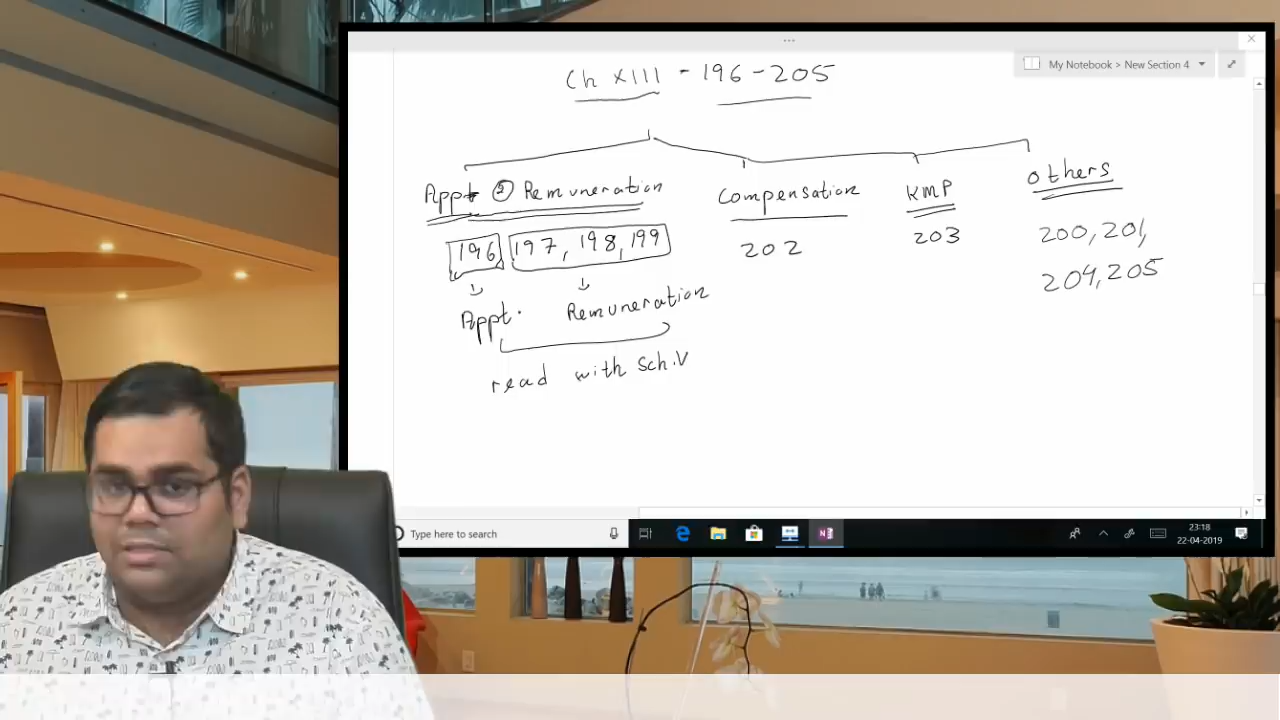 My Notebook > New Section 4
Ch XIII - 196 - 205
Appt & Remuneration
196 197, 198, 199
Appt. Remuneration
read with Sch. V
Compensation
202
KMP
203
Others
200, 201,
204, 205
Type here to search
23:18
22-04-2019